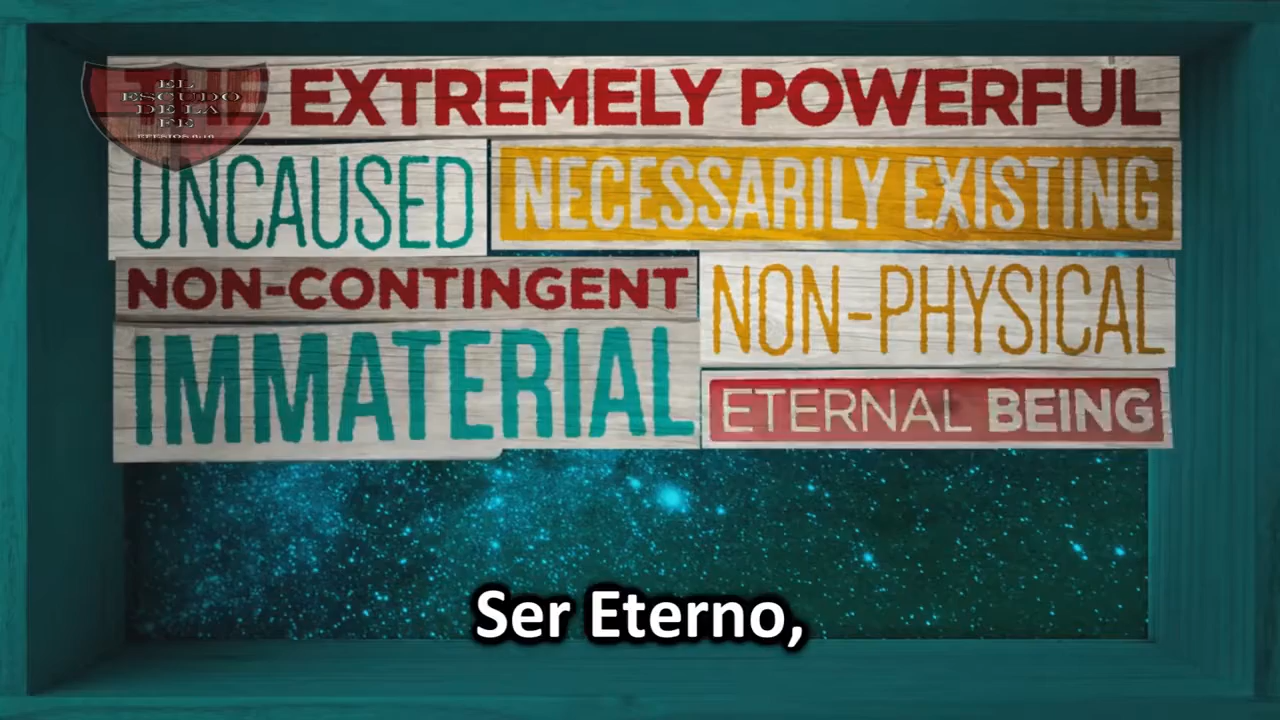 EL
ESCUDO
DE LA
FE
EXTREMELY POWERFUL
UNCAUSED
NECESSARILY EXISTING
NON-CONTINGENT
NON-PHYSICAL
IMMATERIAL
ETERNAL BEING
Ser Eterno,